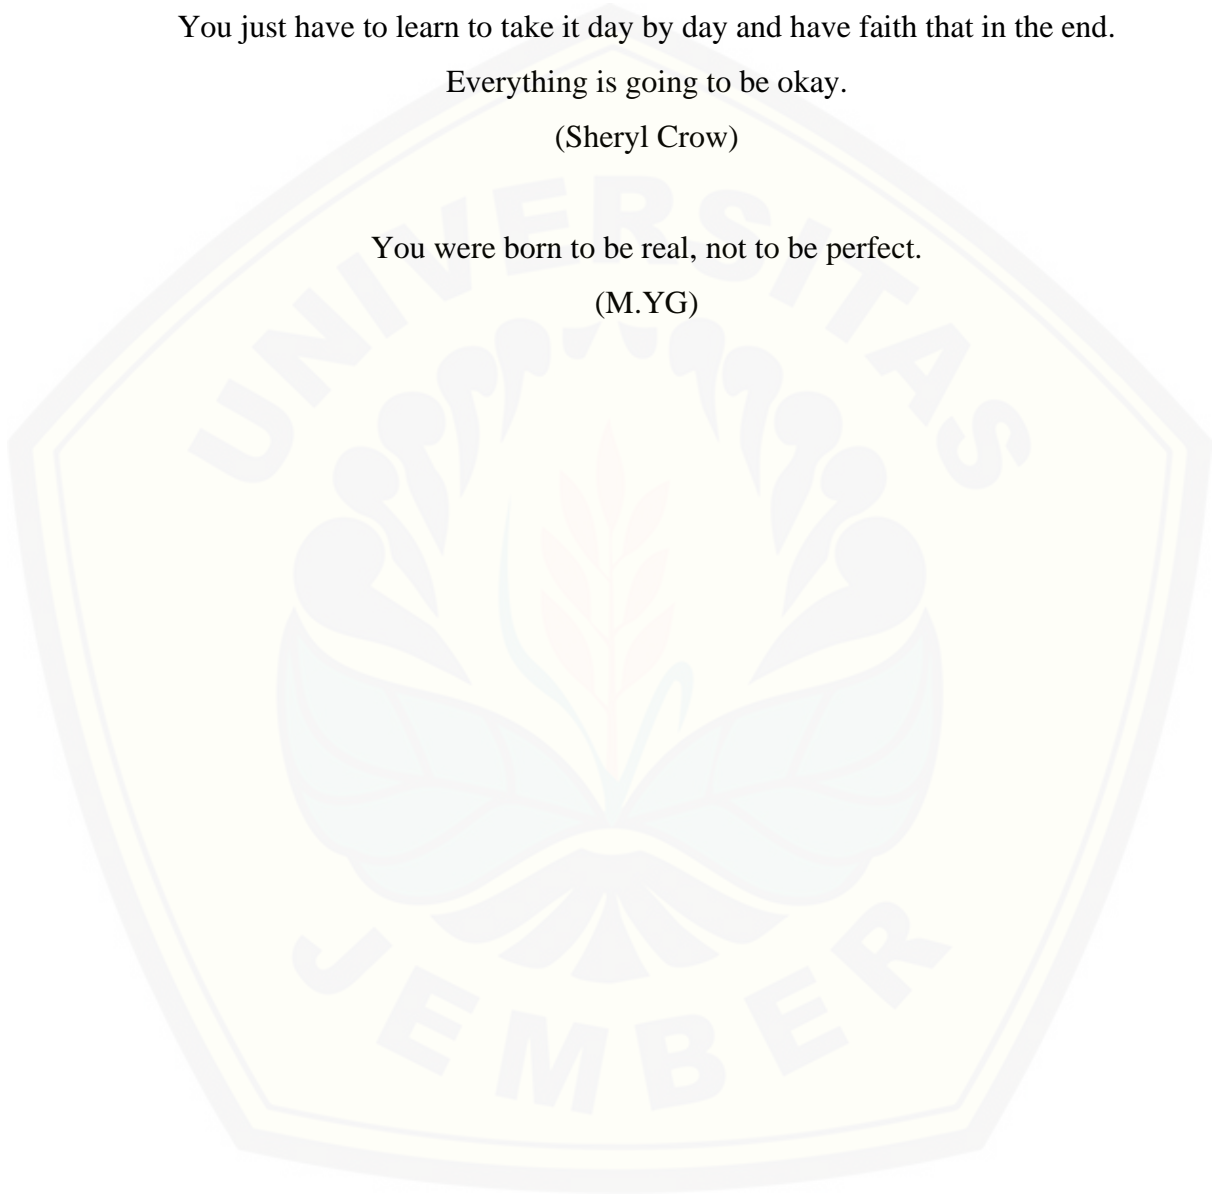 You just have to learn to take it day by day and have faith that in the end.
Everything is going to be okay.
(Sheryl Crow)
You were born to be real, not to be perfect.
(M.YG)
UNIVERSITAS
JEMBER